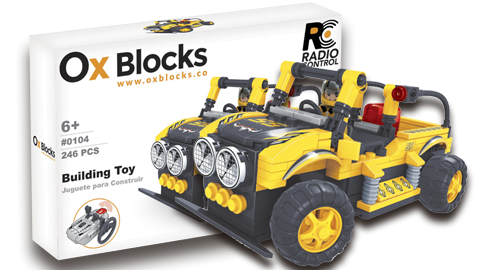 Ox Blocks
www.oxblocks.co
RC
RADIO
CONTROL
6+
#0104
246 PCS
Building Toy
Juguete para Construir
Ox Blocks